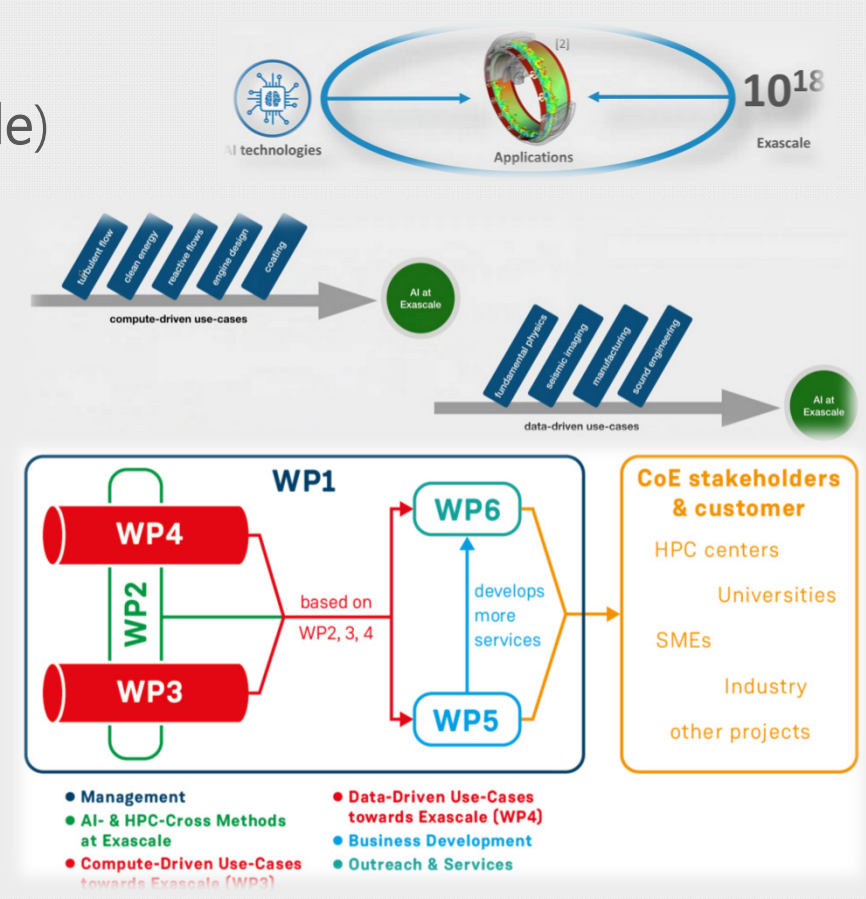 le)
[2]
10¹⁸
AI technologies
Applications
Exascale
turbulent flow
clean energy
reactive flows
engine design
coating
AI at
Exascale
compute-driven use-cases
fundamental physics
seismic imaging
manufacturing
sound engineering
AI at
Exascale
data-driven use-cases
WP1
WP4
WP2
WP3
based on
WP2, 3, 4
WP6
develops
more
services
WP5
CoE stakeholders
& customer
HPC centers
Universities
SMEs
Industry
other projects
● Management
● AI- & HPC-Cross Methods
at Exascale
● Compute-Driven Use-Cases
towards Exascale (WP3)
● Data-Driven Use-Cases
towards Exascale (WP4)
● Business Development
● Outreach & Services